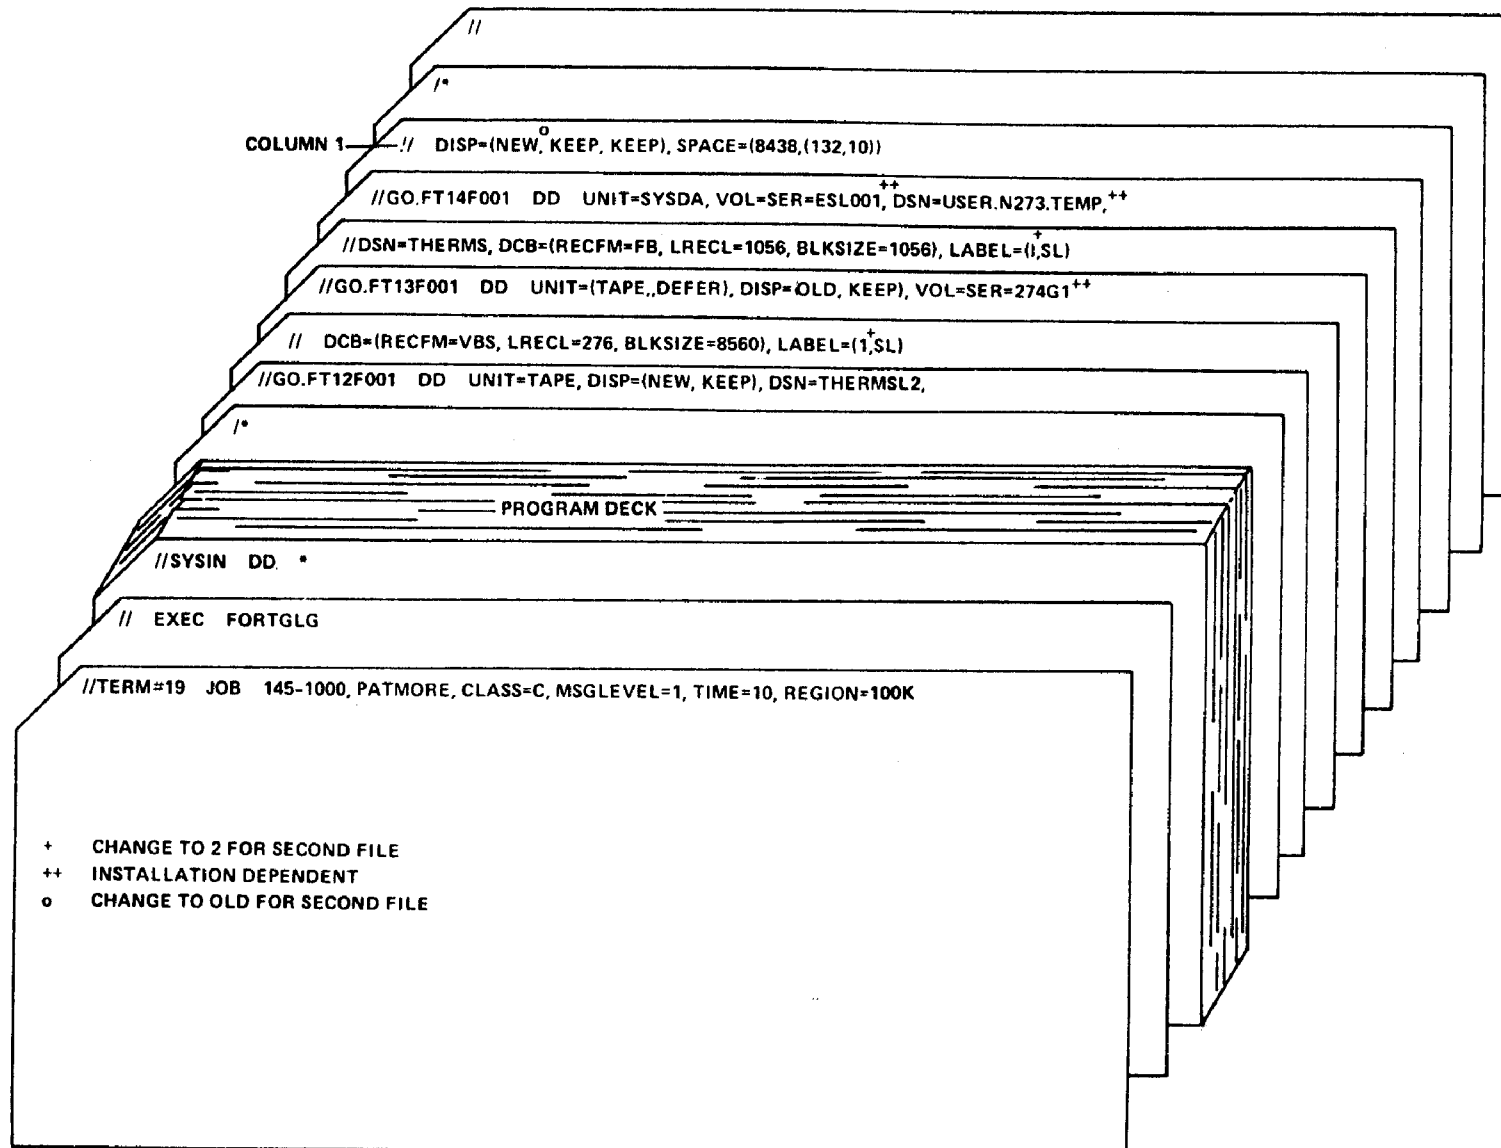 //
/*
COLUMN 1 // DISP=(NEW, KEEP, KEEP), SPACE=(8438,(132,10))
o
//GO.FT14F001 DD UNIT=SYSDA, VOL=SER=ESL001,++ DSN=USER.N273.TEMP,++
//DSN=THERMS, DCB=(RECFM=FB, LRECL=1056, BLKSIZE=1056), LABEL=(1,+SL)
//GO.FT13F001 DD UNIT=(TAPE,,DEFER), DISP=OLD, KEEP), VOL=SER=274G1++
// DCB=(RECFM=VBS, LRECL=276, BLKSIZE=8560), LABEL=(1,+SL)
//GO.FT12F001 DD UNIT=TAPE, DISP=(NEW, KEEP), DSN=THERMSL2,
/*
PROGRAM DECK
//SYSIN DD *
// EXEC FORTGLG
//TERM#19 JOB 145-1000, PATMORE, CLASS=C, MSGLEVEL=1, TIME=10, REGION=100K
+ CHANGE TO 2 FOR SECOND FILE
++ INSTALLATION DEPENDENT
o CHANGE TO OLD FOR SECOND FILE